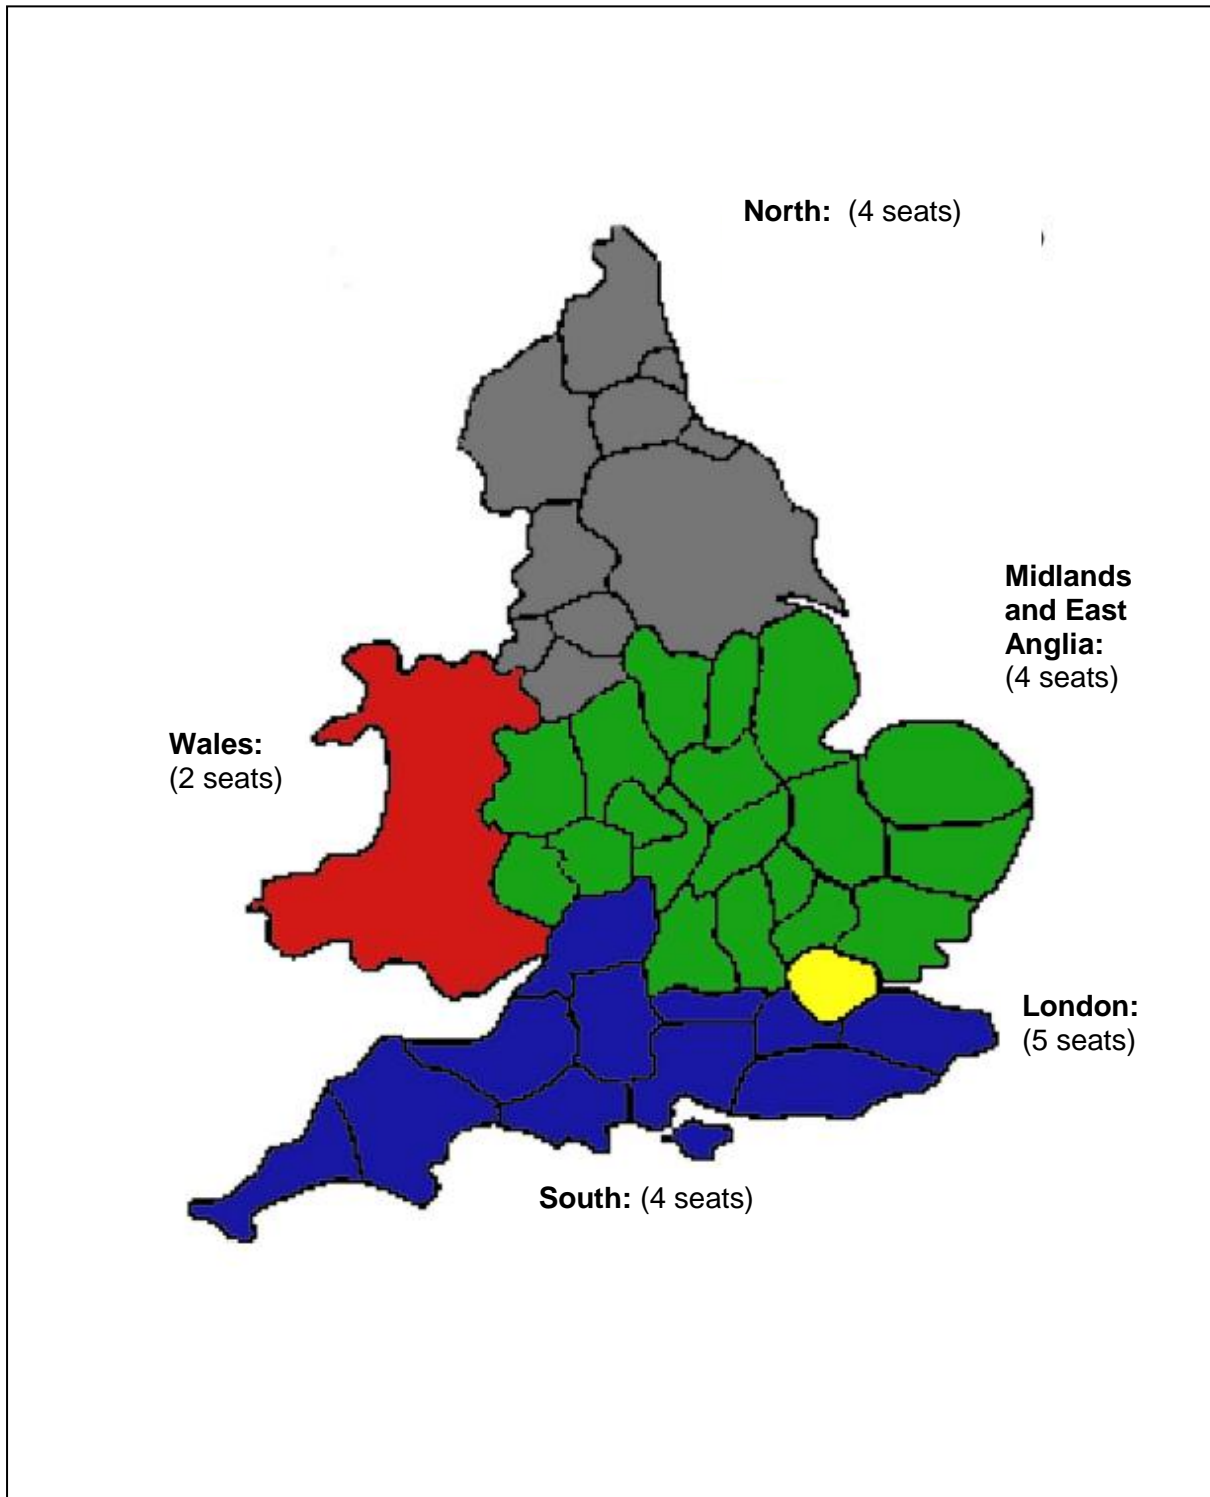 North: (4 seats)
Midlands
and East
Anglia:
(4 seats)
Wales:
(2 seats)
London:
(5 seats)
South: (4 seats)